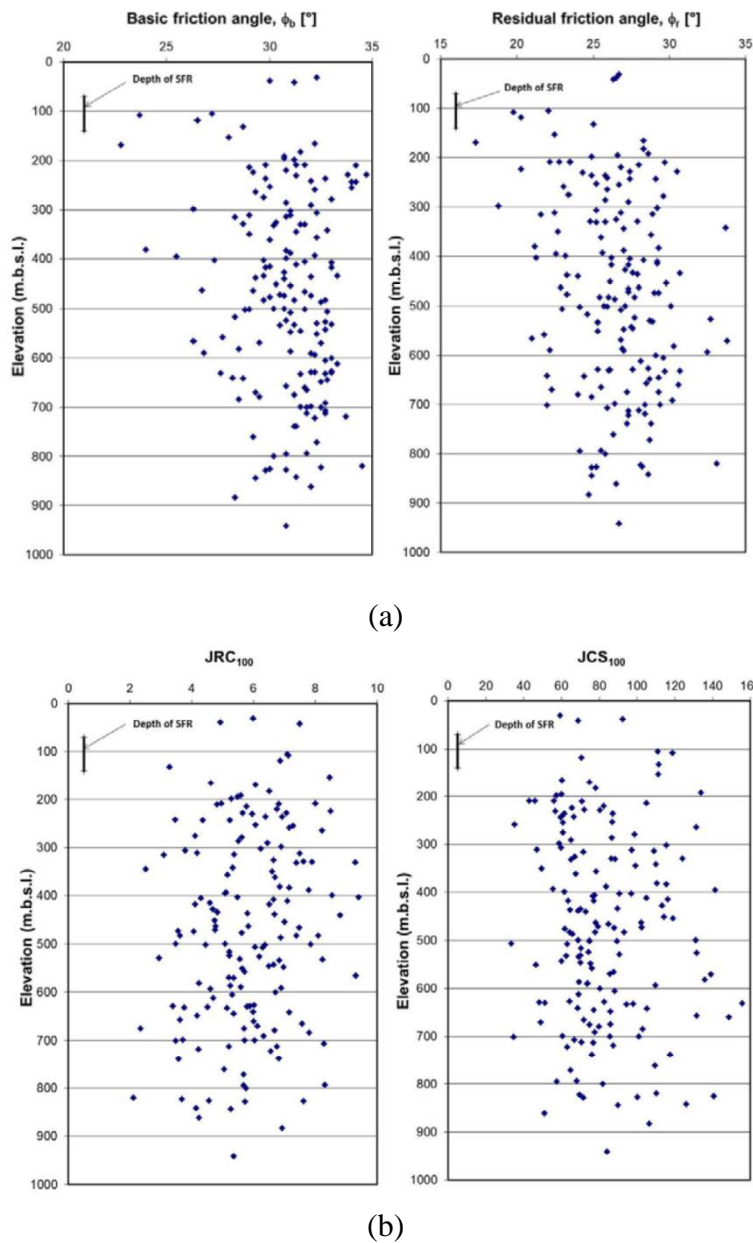 Basic friction angle, ϕb [°]
20 25 30 35
0
100
200
300
400
500
600
700
800
900
1000
Elevation (m.b.s.l.)
Depth of SFR
Residual friction angle, ϕr [°]
15 20 25 30 35
0
100
200
300
400
500
600
700
800
900
1000
Elevation (m.b.s.l.)
Depth of SFR
(a)
JRC100
0 2 4 6 8 10
0
100
200
300
400
500
600
700
800
900
1000
Elevation (m.b.s.l.)
Depth of SFR
JCS100
0 20 40 60 80 100 120 140 16
0
100
200
300
400
500
600
700
800
900
1000
Elevation (m.b.s.l.)
Depth of SFR
(b)